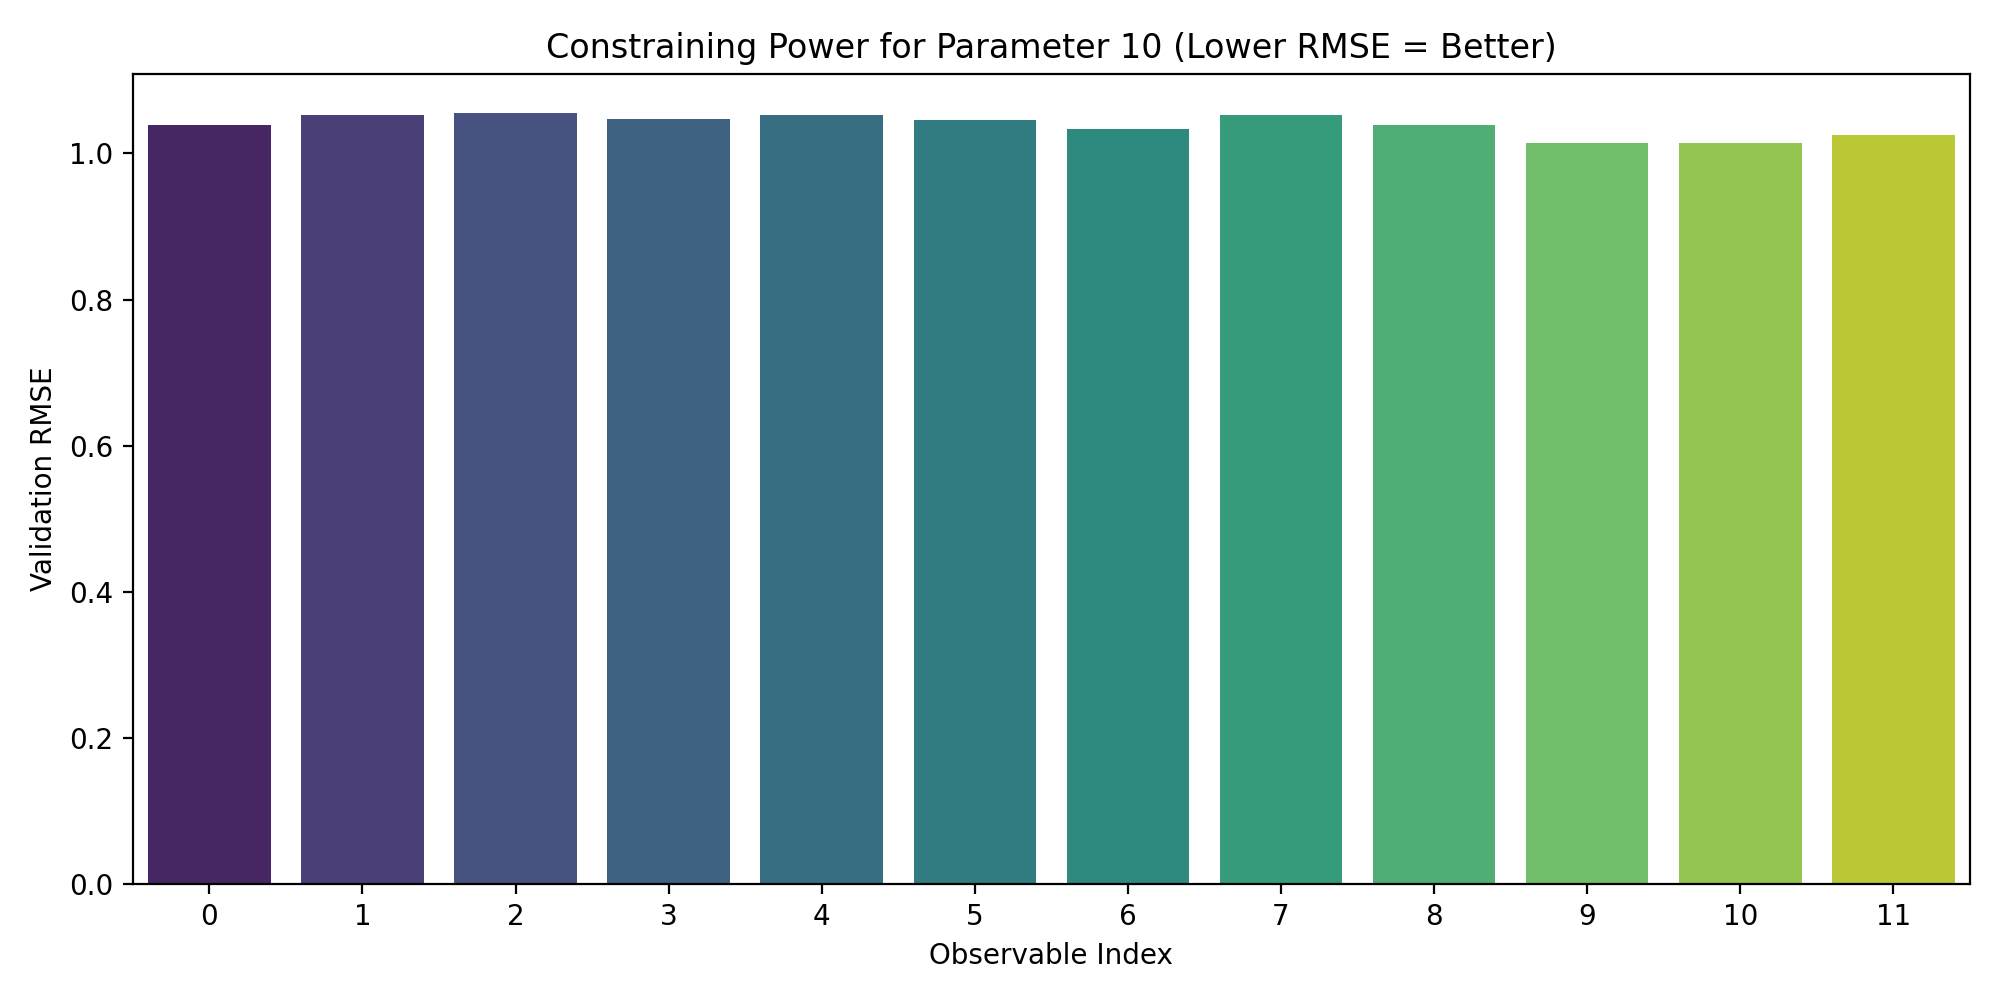 Constraining Power for Parameter 10 (Lower RMSE = Better)
Validation RMSE
1.0
0.8
0.6
0.4
0.2
0.0
0 1 2 3 4 5 6 7 8 9 10 11
Observable Index